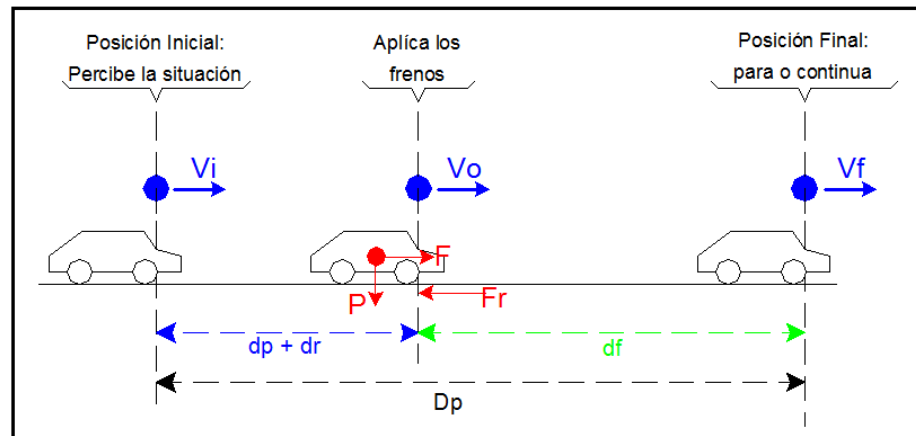 Posición Inicial:
Percibe la situación
Aplíca los
frenos
Posición Final:
para o continua
Vi
Vo
Vf
F
P
Fr
dp + dr
df
Dp